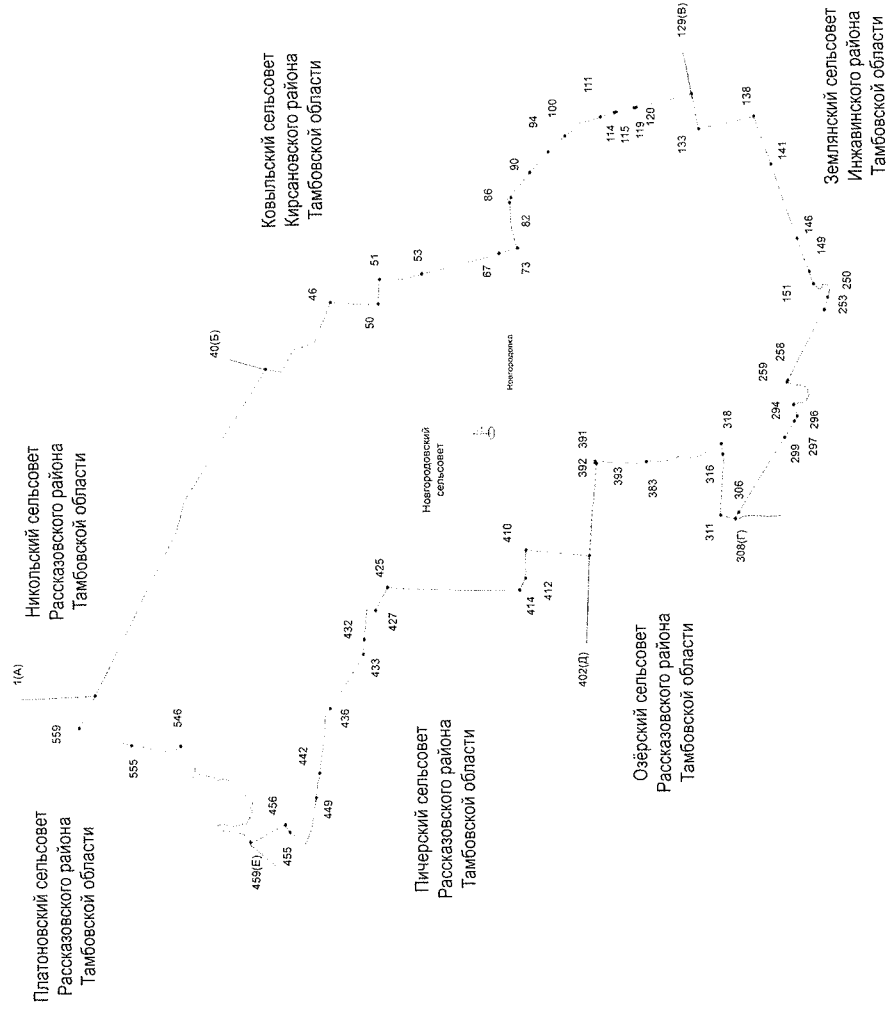 Платоновский сельсовет
Рассказовского района
Тамбовской области
Никольский сельсовет
Рассказовского района
Тамбовской области
Ковыльский сельсовет
Кирсановского района
Тамбовской области
Землянский сельсовет
Инжавинского района
Тамбовской области
Пичерский сельсовет
Рассказовского района
Тамбовской области
Озёрский сельсовет
Рассказовского района
Тамбовской области
Новгородовский
сельсовет
Новгородовка
1(А)
40(Б)
46
50
51
53
67
73
82
86
90
94
100
111
114
115
119
120
129(В)
133
138
141
146
149
151
250
253
258
259
294
296
297
299
306
308(Г)
311
316
318
383
393
392
391
402(Д)
410
412
414
425
427
432
433
436
442
449
455
456
459(Е)
546
555
559